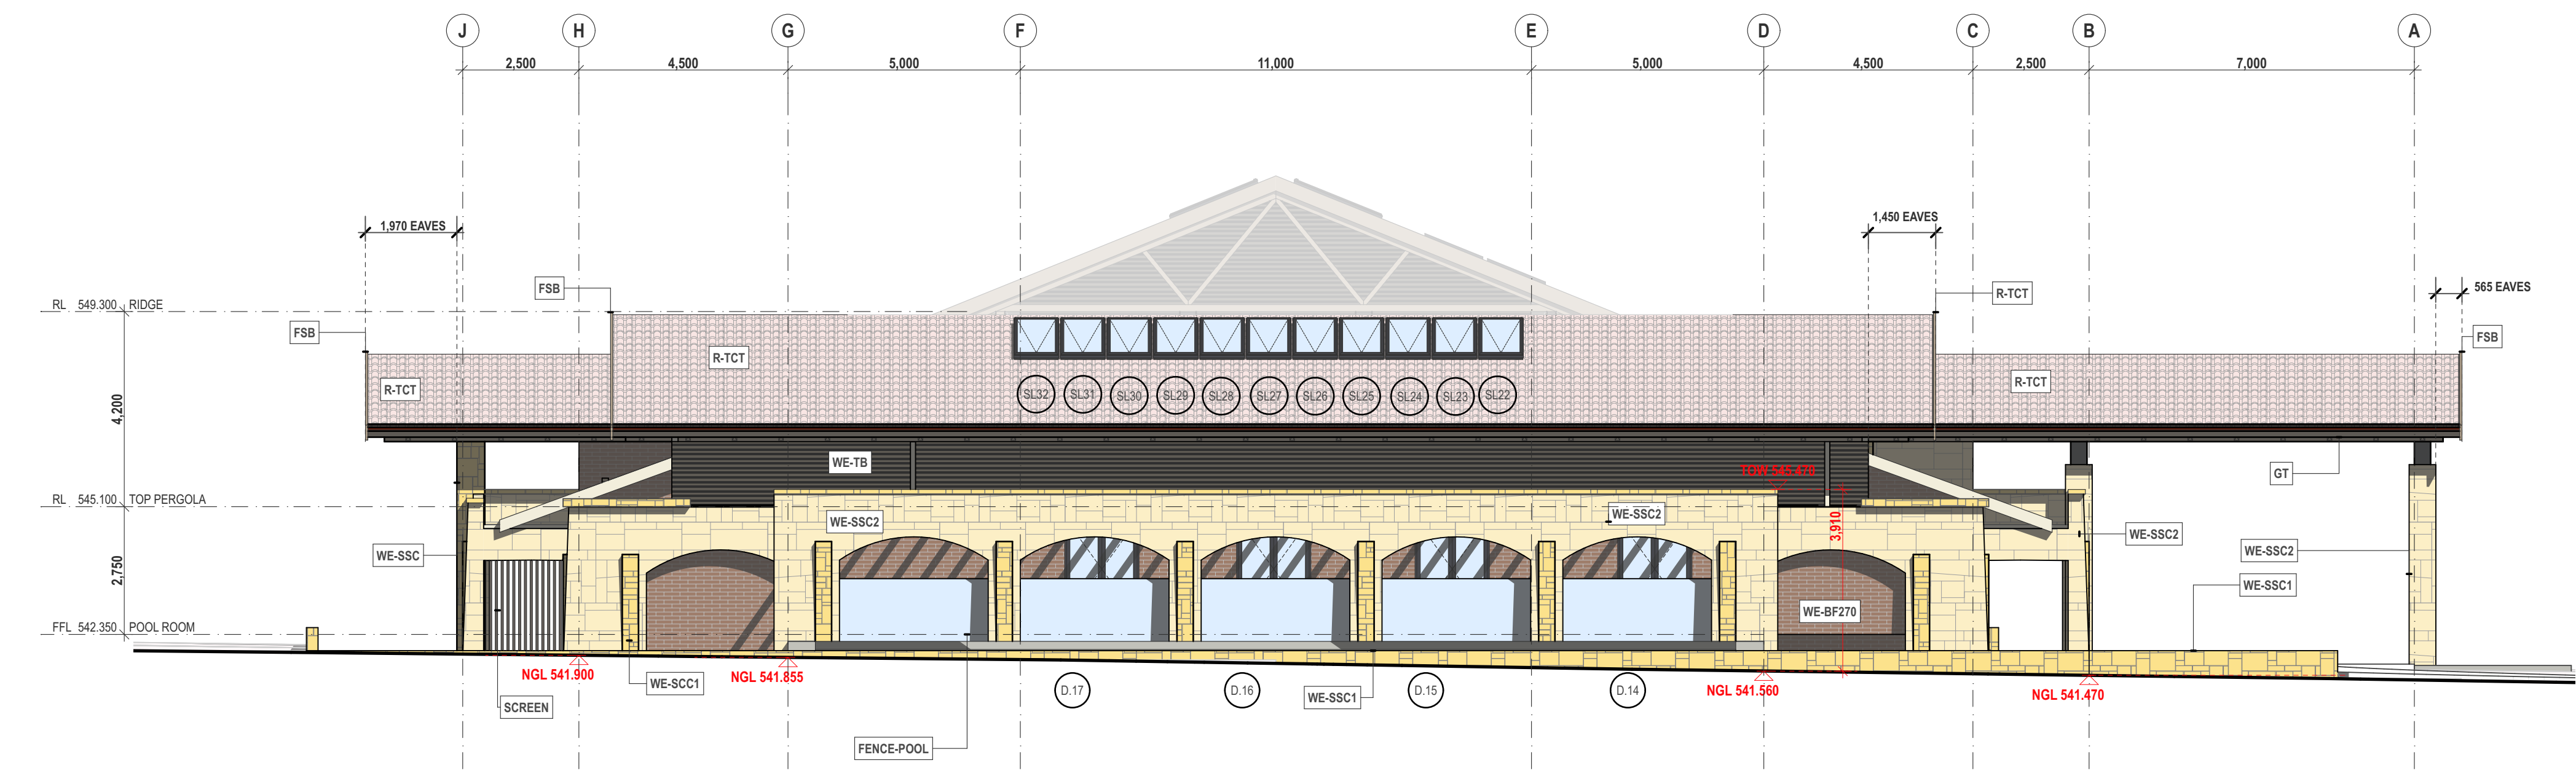 J H G F E D C B A
2,500 4,500 5,000 11,000 5,000 4,500 2,500 7,000
1,970 EAVES
1,450 EAVES
565 EAVES
FSB
R-TCT
RL 549.300 RIDGE
FSB
FSB
R-TCT
R-TCT
R-TCT
SL32 SL31 SL30 SL29 SL28 SL27 SL26 SL25 SL24 SL23 SL22
4,200
WE-TB
TOW 545.470
GT
RL 545.100 TOP PERGOLA
WE-SSC2
WE-SSC2
3,910
WE-SSC2
WE-SSC
WE-SSC2
2,750
WE-SSC1
WE-BF270
FFL 542.350 POOL ROOM
NGL 541.900
NGL 541.855
WE-SCC1
D.17
D.16
WE-SSC1
D.15
D.14
NGL 541.560
NGL 541.470
SCREEN
FENCE-POOL